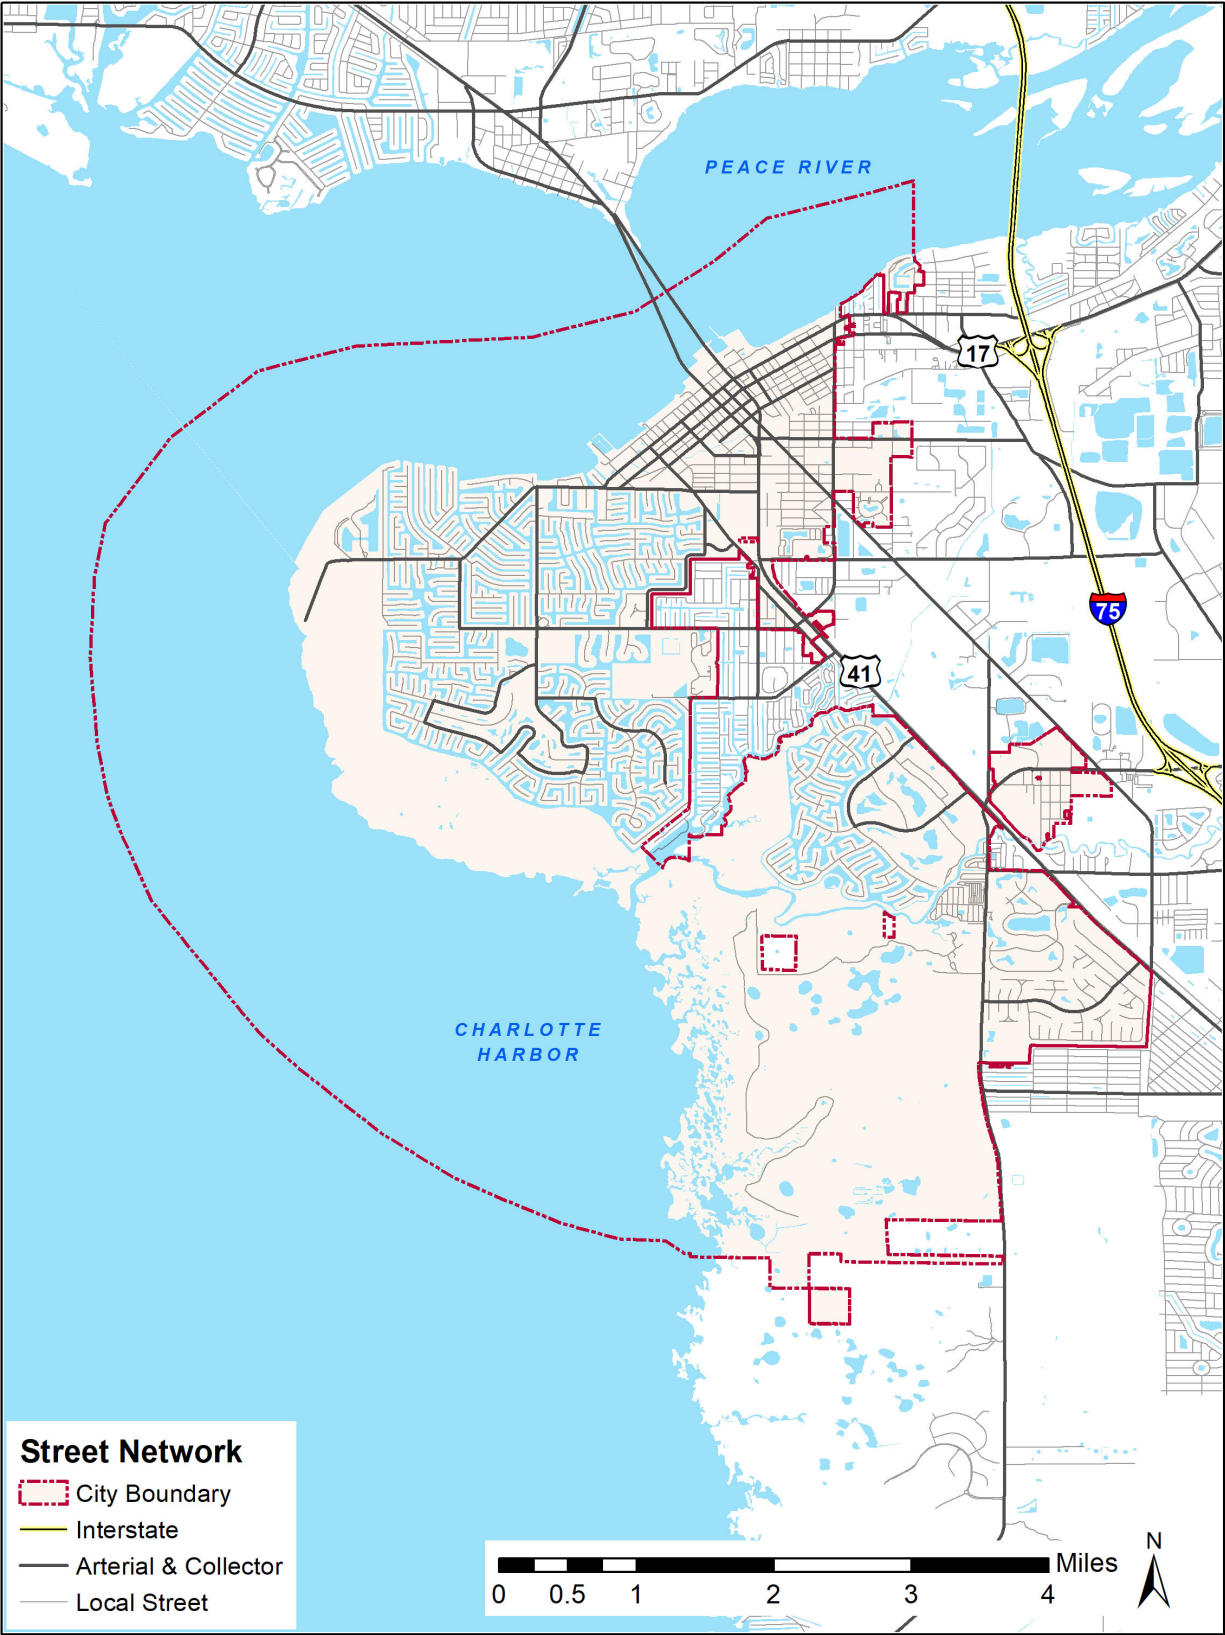 PEACE RIVER
17
75
41
CHARLOTTE
HARBOR
Street Network
City Boundary
Interstate
Arterial & Collector
Local Street
Miles
0 0.5 1 2 3 4
N